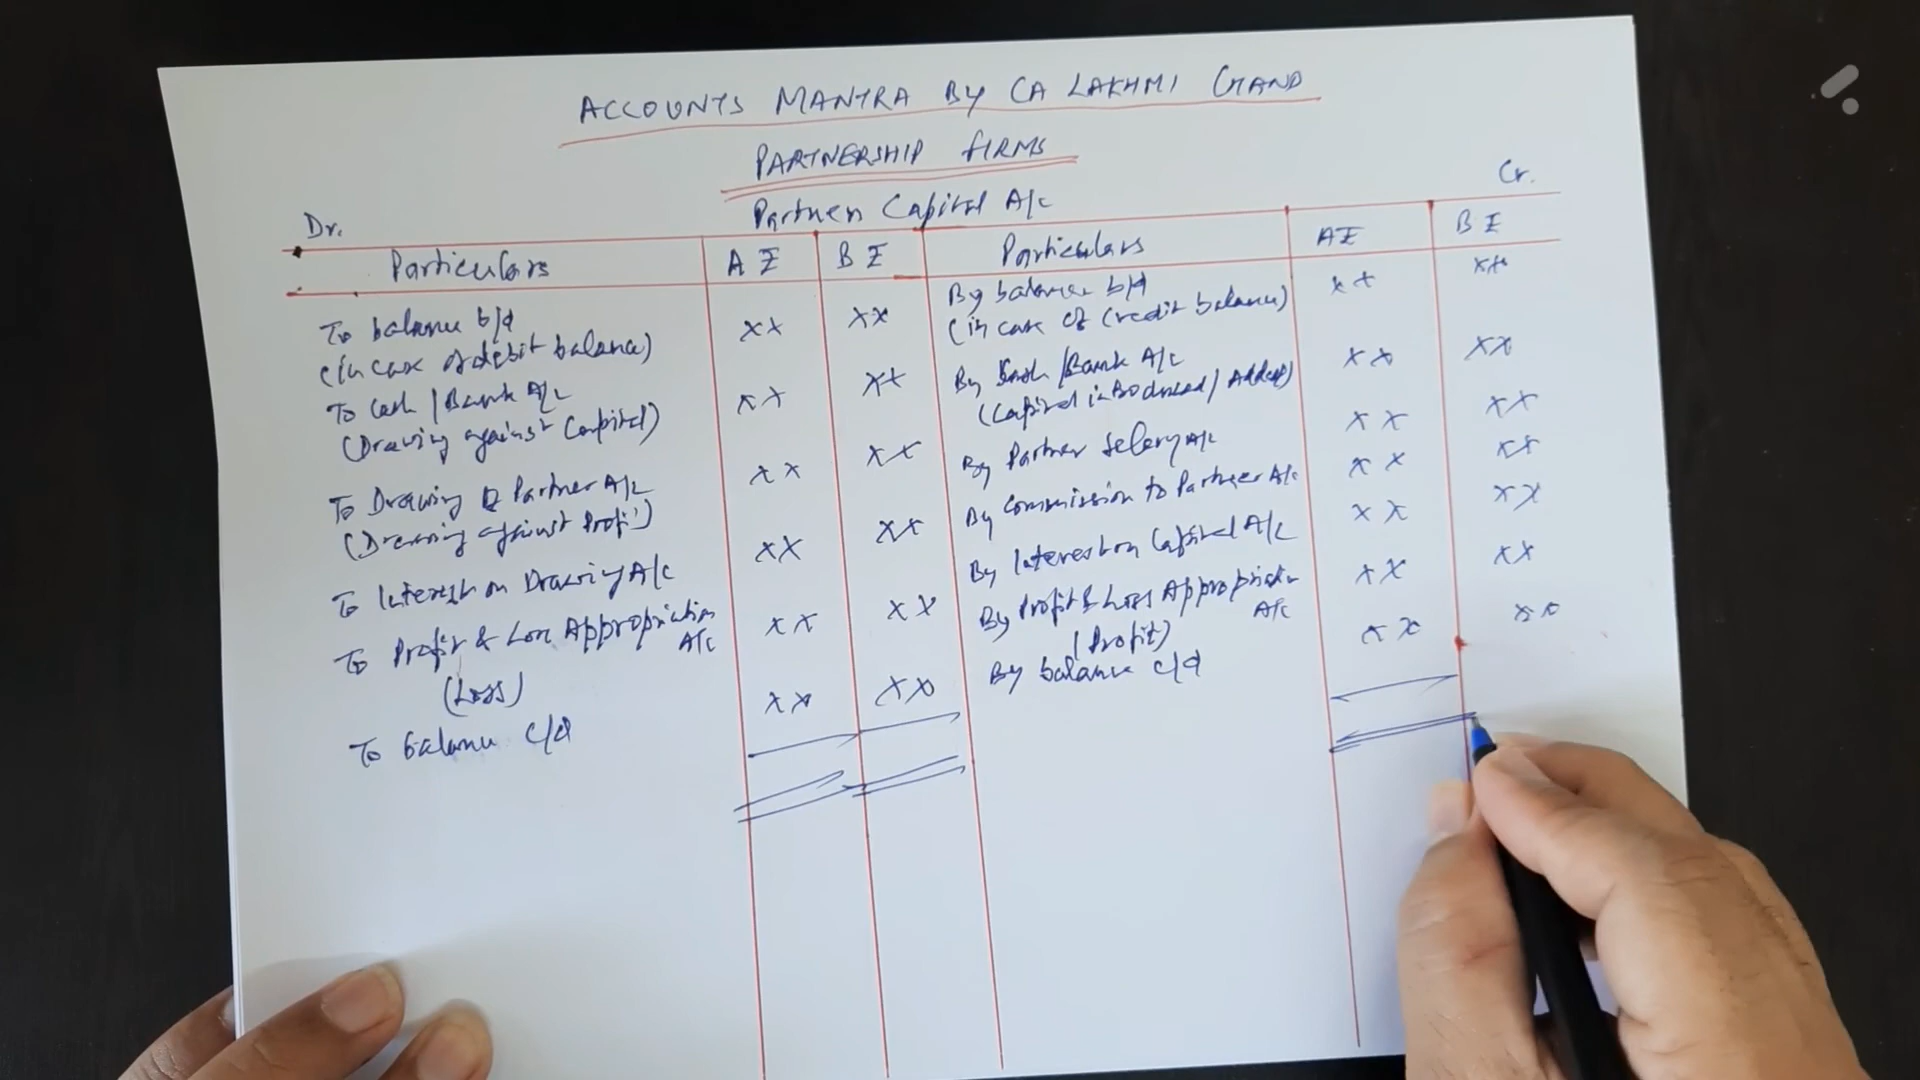 ACCOUNTS MANTRA BY CA LAKHMI CHAND
PARTNERSHIP FIRMS
Partner Capital A/c
Dr.
Cr.
Particulars A ₹ B ₹ Particulars A ₹ B ₹
To balance b/d xx xx
(In case of debit balance)
To Cash / Bank A/c xx xx
(Drawing against Capital)
To Drawing Partner A/c xx xx
(Drawing against Profit)
To Interest on Drawing A/c xx xx
To Profit & Loss Appropriation xx xx
A/c
(Loss)
To balance c/d xx xx
By balance b/d xx xx
(in case of Credit balance)
By Cash /Bank A/c xx xx
(Capital introduced / Added)
By Partner Salary A/c xx xx
By Commission to Partner A/c xx xx
By Interest on Capital A/c xx xx
By Profit & Loss Appropriation xx xx
A/c
(Profit)
By balance c/d xx xx